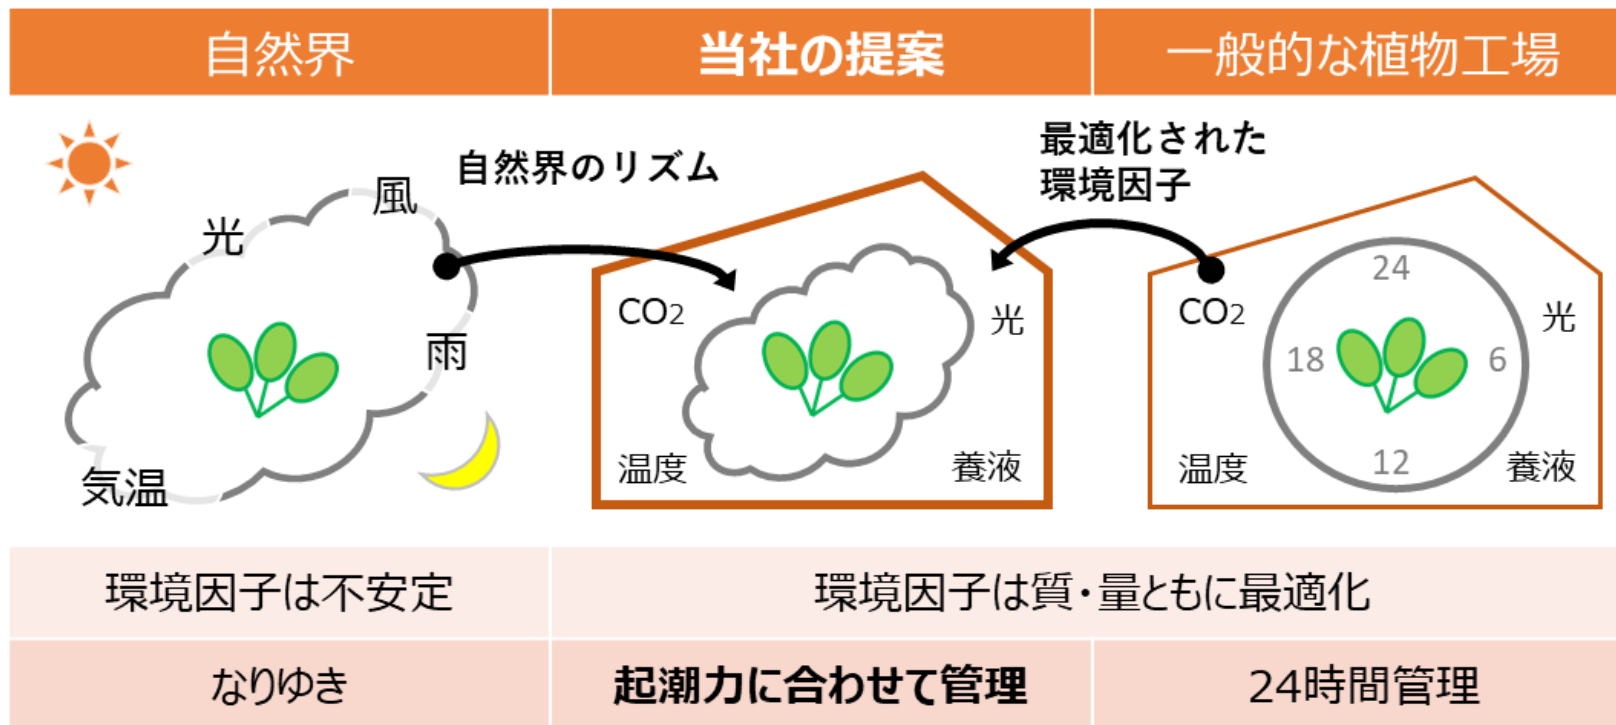 自然界
当社の提案
一般的な植物工場
自然界のリズム
最適化された
環境因子
光
風
雨
気温
CO2
光
温度
養液
CO2
光
温度
養液
24
18
6
12
環境因子は不安定
環境因子は質・量ともに最適化
なりゆき
起潮力に合わせて管理
24時間管理